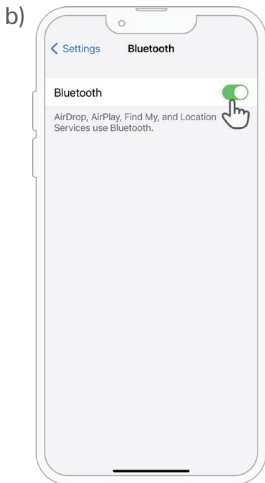 b)
Settings Bluetooth
Bluetooth
AirDrop, AirPlay, Find My, and Location
Services use Bluetooth.